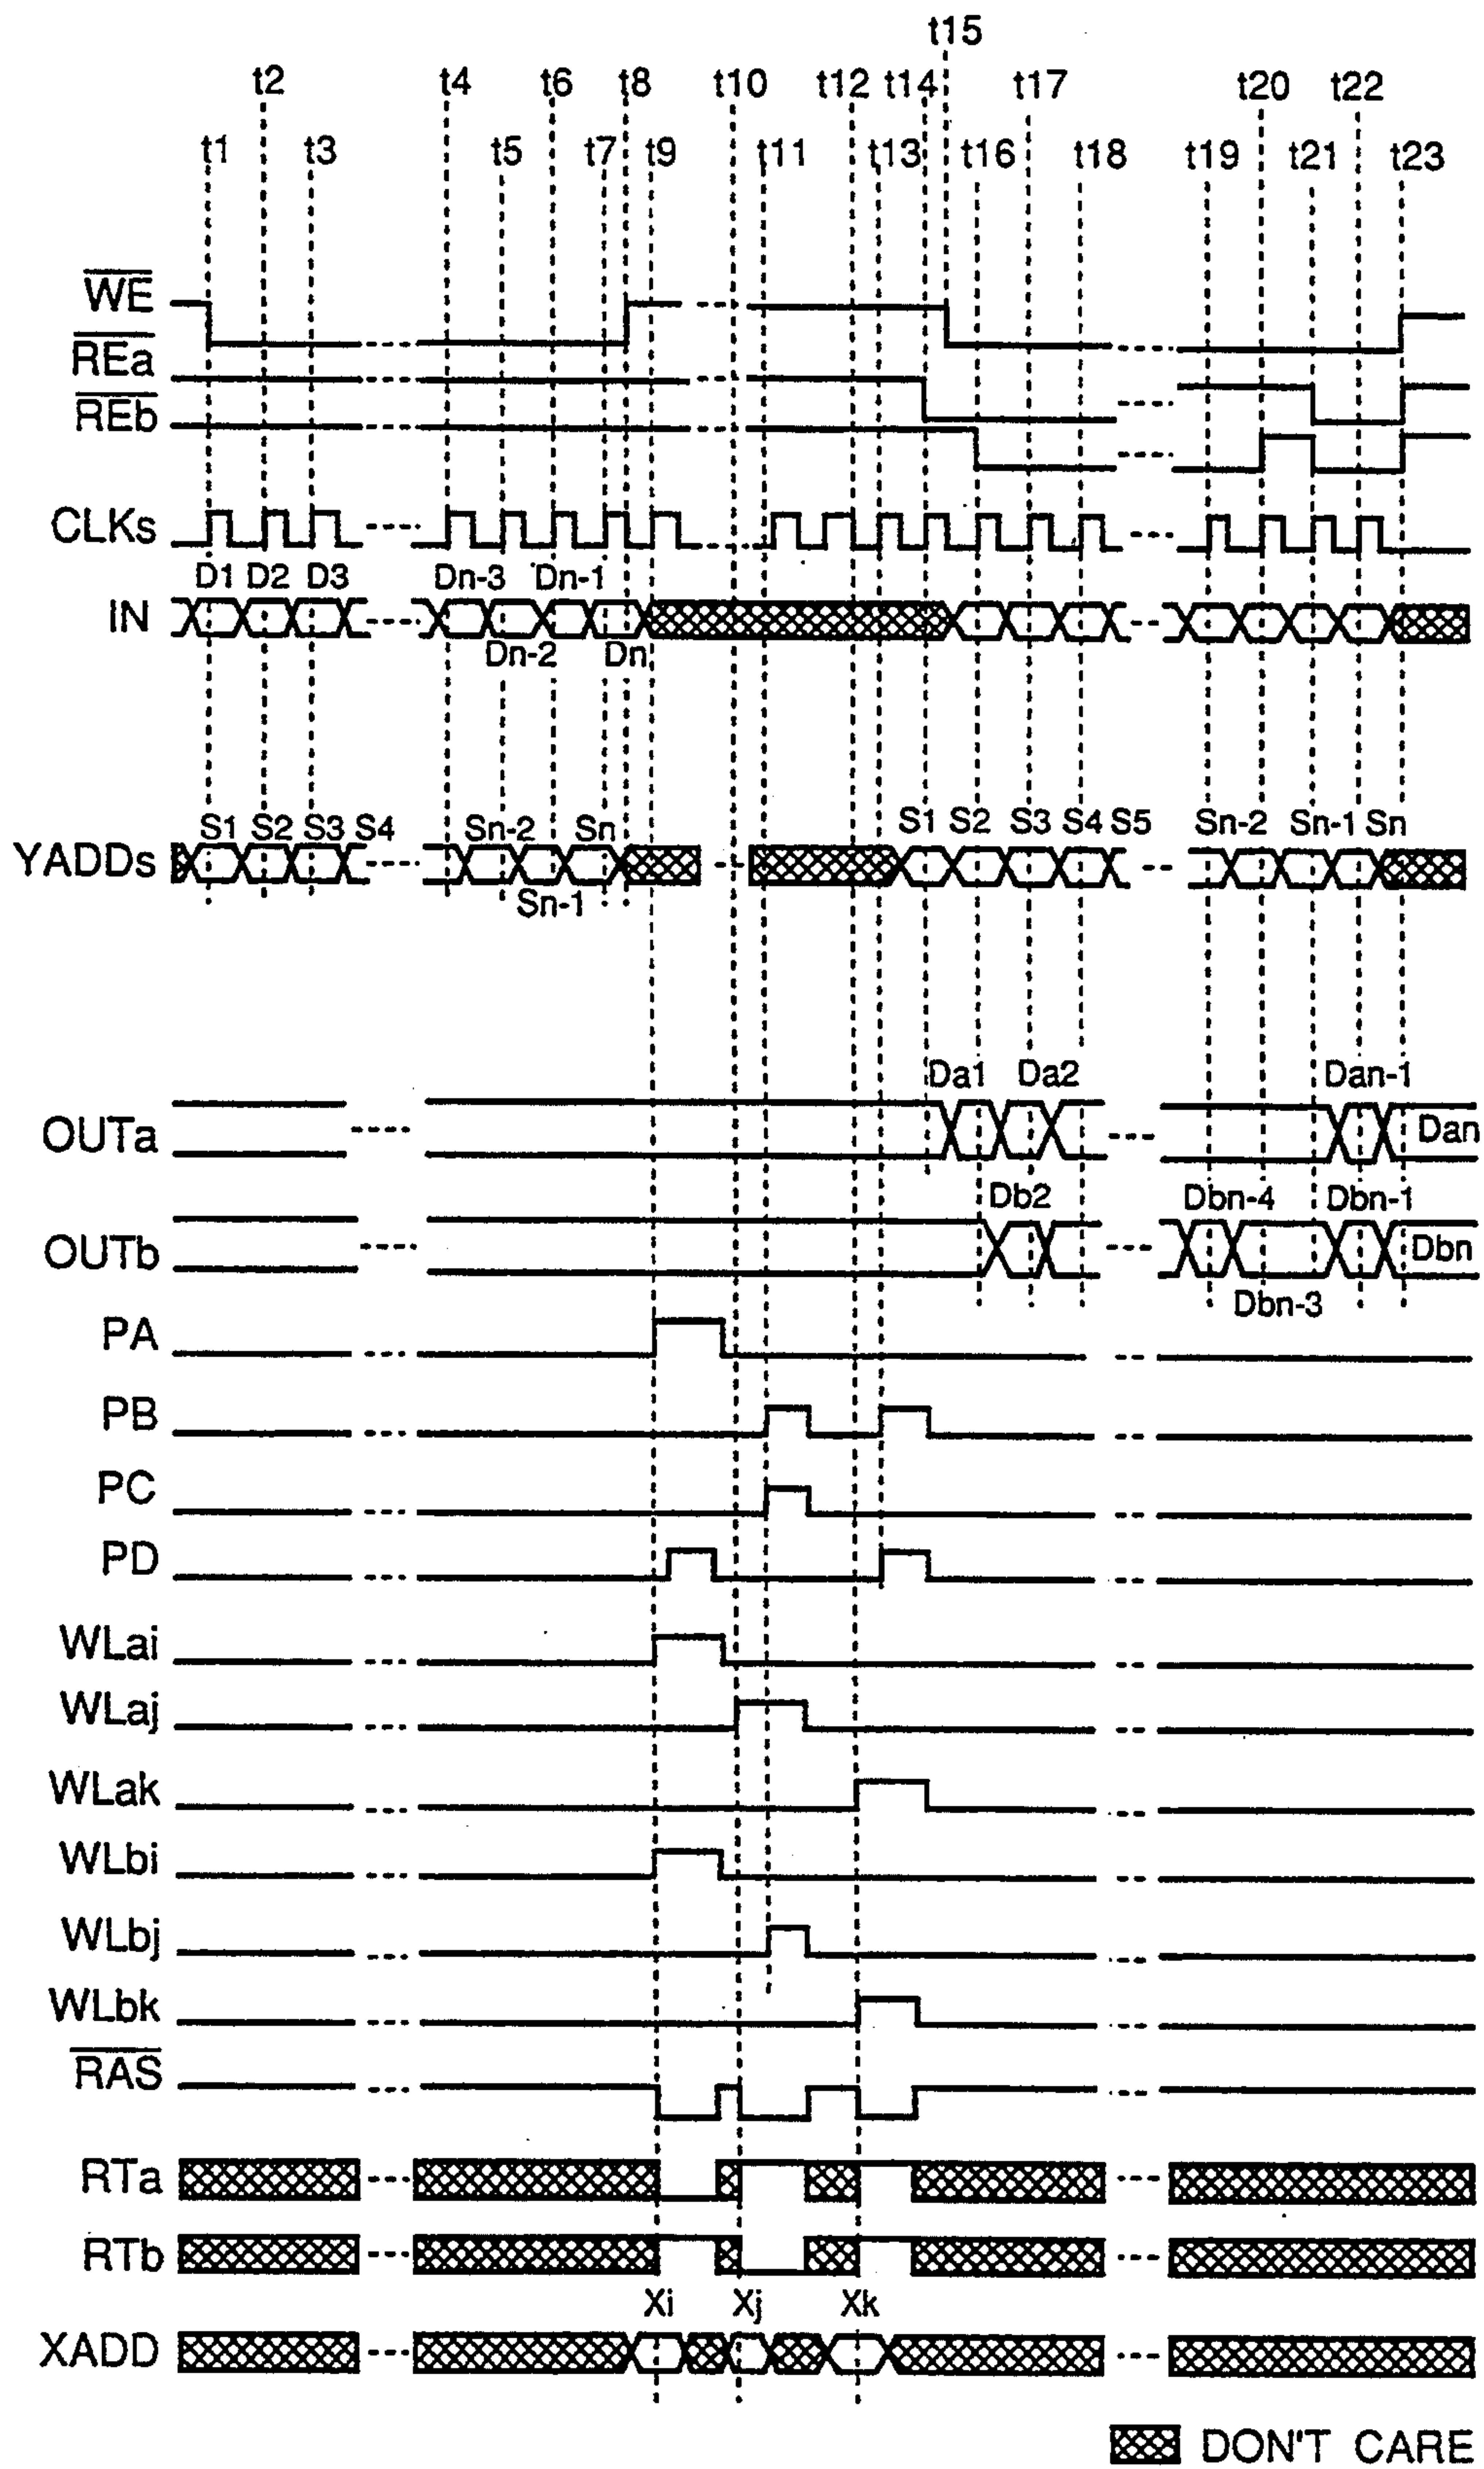 t15
t2 t4 t6 t8 t10 t12 t14 t17 t20 t22
t1 t3 t5 t7 t9 t11 t13 t16 t18 t19 t21 t23
WE
REa
REb
CLKs
D1 D2 D3 Dn-3 Dn-1
IN
Dn-2 Dn
S1 S2 S3 S4 Sn-2 Sn S1 S2 S3 S4 S5 Sn-2 Sn-1 Sn
YADDs
Sn-1
Da1 Da2 Dan-1
OUTa Dan
Db2 Dbn-4 Dbn-1
OUTb Dbn
Dbn-3
PA
PB
PC
PD
WLai
WLaj
WLak
WLbi
WLbj
WLbk
RAS
RTa
RTb
Xi Xj Xk
XADD
DON'T CARE